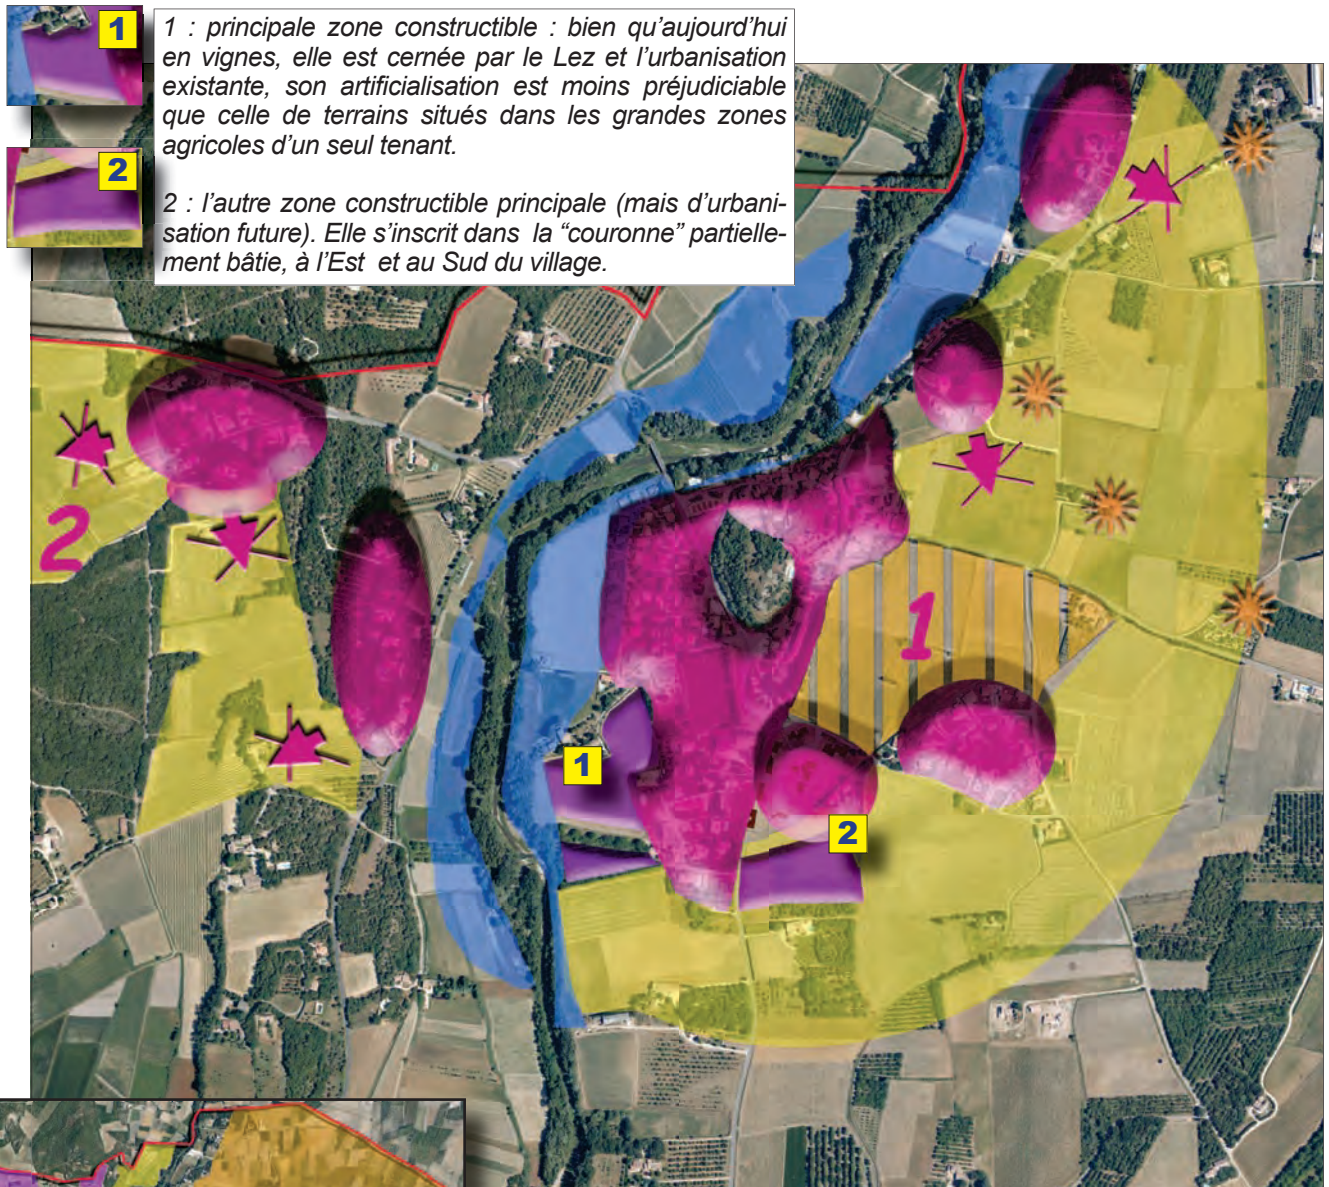 1
1 : principale zone constructible : bien qu'aujourd'hui
en vignes, elle est cernée par le Lez et l'urbanisation
existante, son artificialisation est moins préjudiciable
que celle de terrains situés dans les grandes zones
agricoles d'un seul tenant.
2
2 : l'autre zone constructible principale (mais d'urbani-
sation future). Elle s'inscrit dans la “couronne” partielle-
ment bâtie, à l'Est et au Sud du village.
2
1
1
2